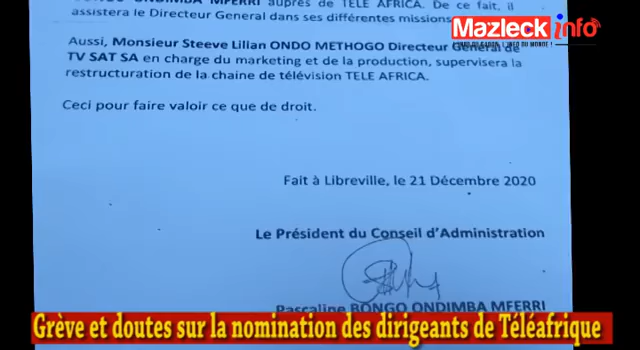 ONDIMBA MFERRI auprès de TELE AFRICA. De ce fait, il
assistera le Directeur General dans ses différentes missions
Mazleck info
Aussi, Monsieur Steeve Lilian ONDO METHOGO Directeur Général de
TV SAT SA en charge du marketing et de la production, supervisera la
restructuration de la chaine de télévision TELE AFRICA.
Ceci pour faire valoir ce que de droit.
Fait à Libreville, le 21 Décembre 2020
Le Président du Conseil d’Administration
Pascaline BONGO ONDIMBA MFERRI
Grève et doutes sur la nomination des dirigeants de Téléafrique